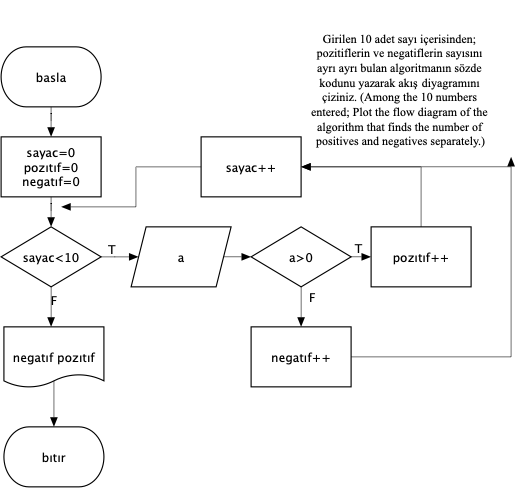 Girilen 10 adet sayı içerisinden;
pozitiflerin ve negatiflerin sayısını
ayrı ayrı bulan algoritmanın sözde
kodunu yazarak akış diyagramını
çiziniz. (Among the 10 numbers
entered; Plot the flow diagram of the
algorithm that finds the number of
positives and negatives separately.)
basla
sayac=0
pozıtıf=0
negatıf=0
sayac++
sayac<10
T
a
a>0
T
pozıtıf++
F
F
negatıf pozıtıf
negatıf++
bıtır